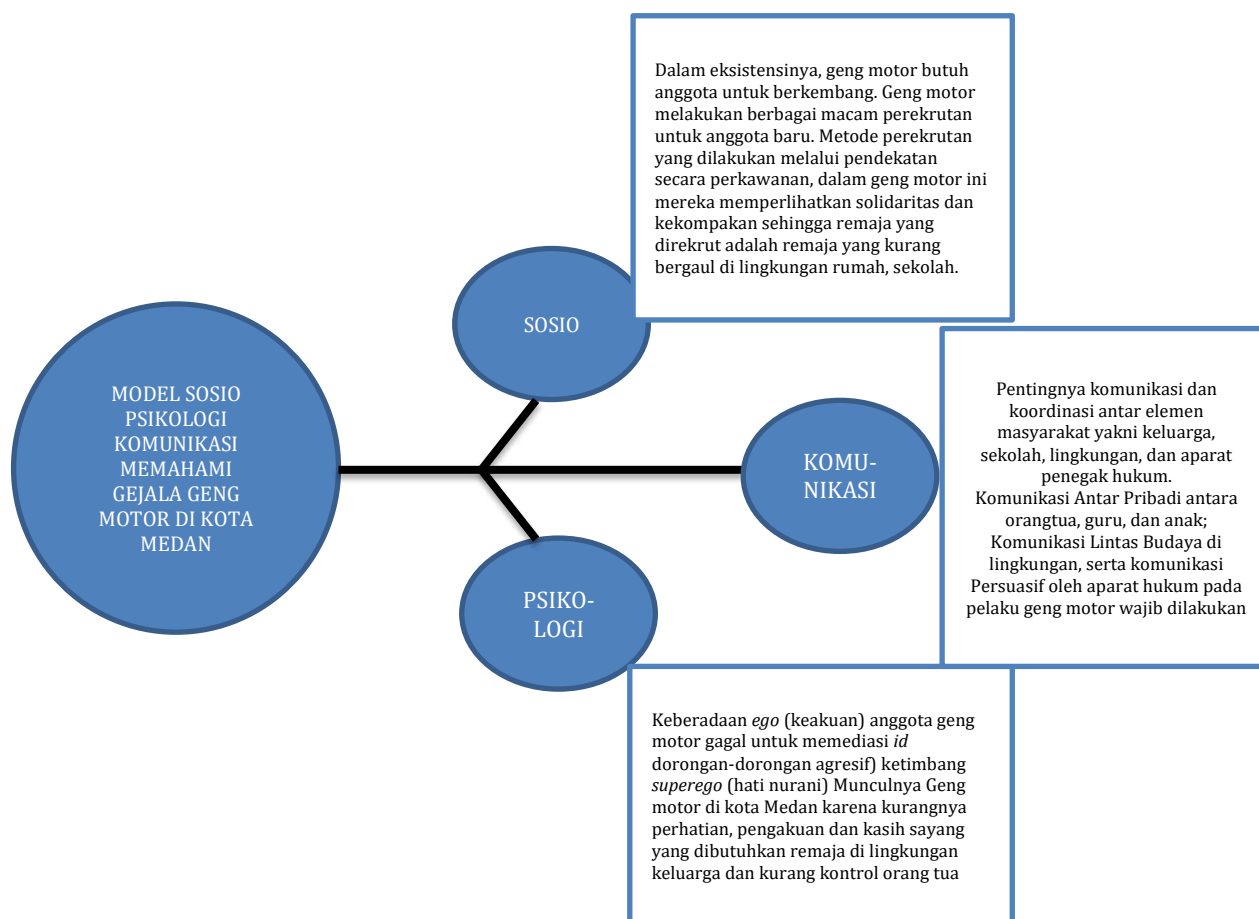 MODEL SOSIO
PSIKOLOGI
KOMUNIKASI
MEMAHAMI
GEJALA GENG
MOTOR DI KOTA
MEDAN
SOSIO
Dalam eksistensinya, geng motor butuh
anggota untuk berkembang. Geng motor
melakukan berbagai macam perekrutan
untuk anggota baru. Metode perekrutan
yang dilakukan melalui pendekatan
secara perkawanan, dalam geng motor ini
mereka memperlihatkan solidaritas dan
kekompakan sehingga remaja yang
direkrut adalah remaja yang kurang
bergaul di lingkungan rumah, sekolah.
KOMU-
NIKASI
Pentingnya komunikasi dan
koordinasi antar elemen
masyarakat yakni keluarga,
sekolah, lingkungan, dan aparat
penegak hukum.
Komunikasi Antar Pribadi antara
orangtua, guru, dan anak;
Komunikasi Lintas Budaya di
lingkungan, serta komunikasi
Persuasif oleh aparat hukum pada
pelaku geng motor wajib dilakukan
PSIKO-
LOGI
Keberadaan ego (keakuan) anggota geng
motor gagal untuk memediasi id
dorongan-dorongan agresif) ketimbang
superego (hati nurani) Munculnya Geng
motor di kota Medan karena kurangnya
perhatian, pengakuan dan kasih sayang
yang dibutuhkan remaja di lingkungan
keluarga dan kurang kontrol orang tua